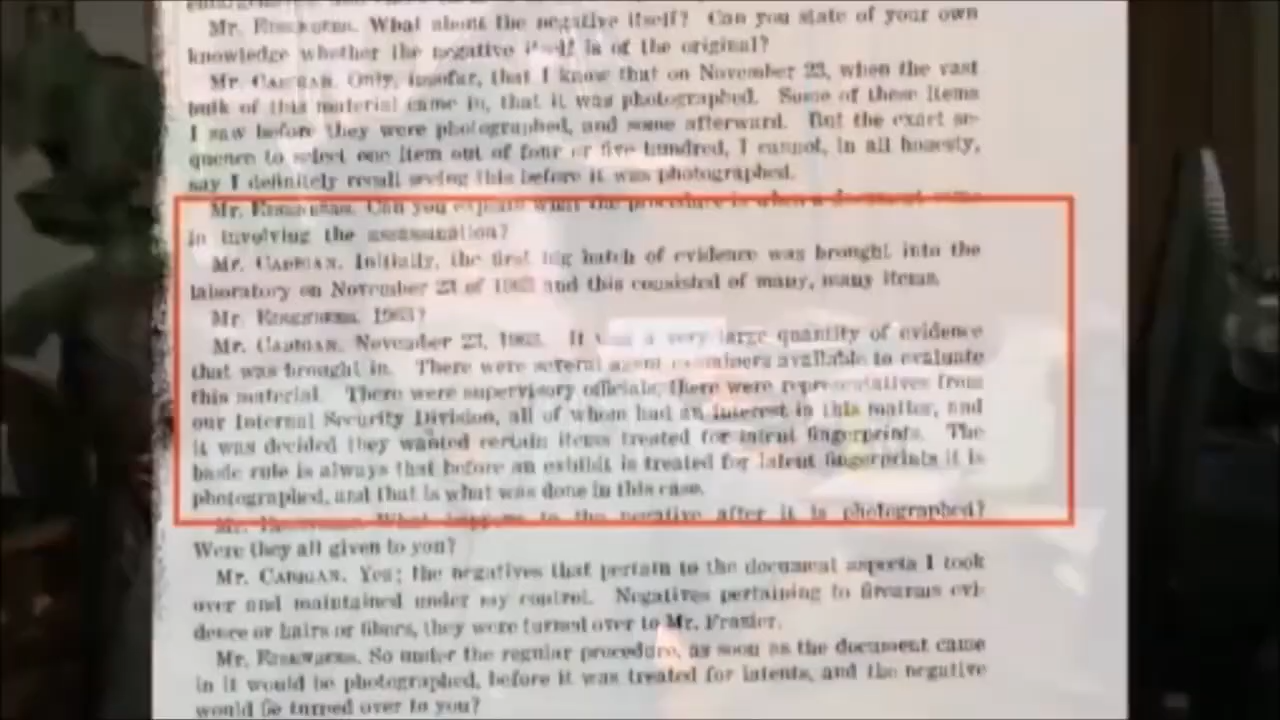 Mr. EISENBERG. What about the negative itself? Can you state of your own
knowledge whether the negative itself is of the original?
Mr. CADIGAN. Only, insofar, that I know that on November 23, when the vast
bulk of this material came in, that it was photographed. Some of these items
I saw before they were photographed, and some afterward. But the exact se-
quence to select one item out of four or five hundred, I cannot, in all honesty,
say I definitely recall seeing this before it was photographed.
Mr. EISENBERG. Can you explain what the procedure is when a document came
in involving the assassination?
Mr. CADIGAN. Initially, the first big batch of evidence was brought into the
laboratory on November 23 of 1963 and this consisted of many, many items.
Mr. EISENBERG. 1963?
Mr. CADIGAN. November 23, 1963. It was a very large quantity of evidence
that was brought in. There were several agent examiners available to evaluate
this material. There were supervisory officials, there were representatives from
our Internal Security Division, all of whom had an interest in this matter, and
it was decided they wanted certain items treated for latent fingerprints. The
basic rule is always that before an exhibit is treated for latent fingerprints it is
photographed, and that is what was done in this case.
Mr. EISENBERG. What happens to the negative after it is photographed?
Were they all given to you?
Mr. CADIGAN. Yes; the negatives that pertain to the document aspects I took
over and maintained under my control. Negatives pertaining to firearms evi-
dence or hairs or fibers, they were turned over to Mr. Frazier.
Mr. EISENBERG. So under the regular procedure, as soon as the document came
in it would be photographed, before it was treated for latents, and the negative
would be turned over to you?